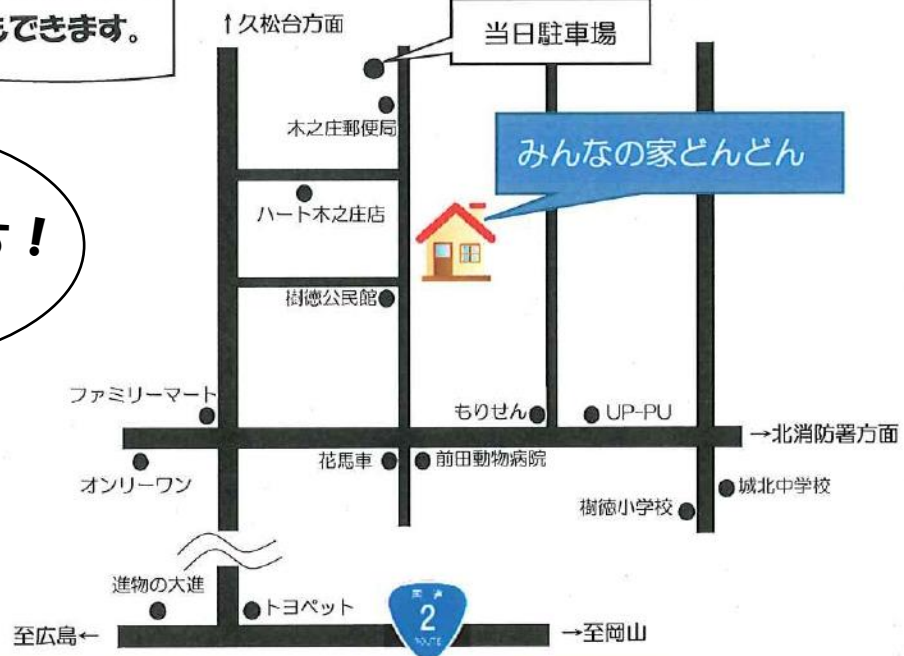 もできます。
す！
↑久松台方面
当日駐車場
木之庄郵便局
みんなの家どんどん
ハート木之庄店
樹徳公民館
ファミリーマート
もりせん
UP-PU
→北消防署方面
オンリーワン
花馬車
前田動物病院
城北中学校
樹徳小学校
進物の大進
トヨペット
国道
2
ROUTE
至広島←
→至岡山